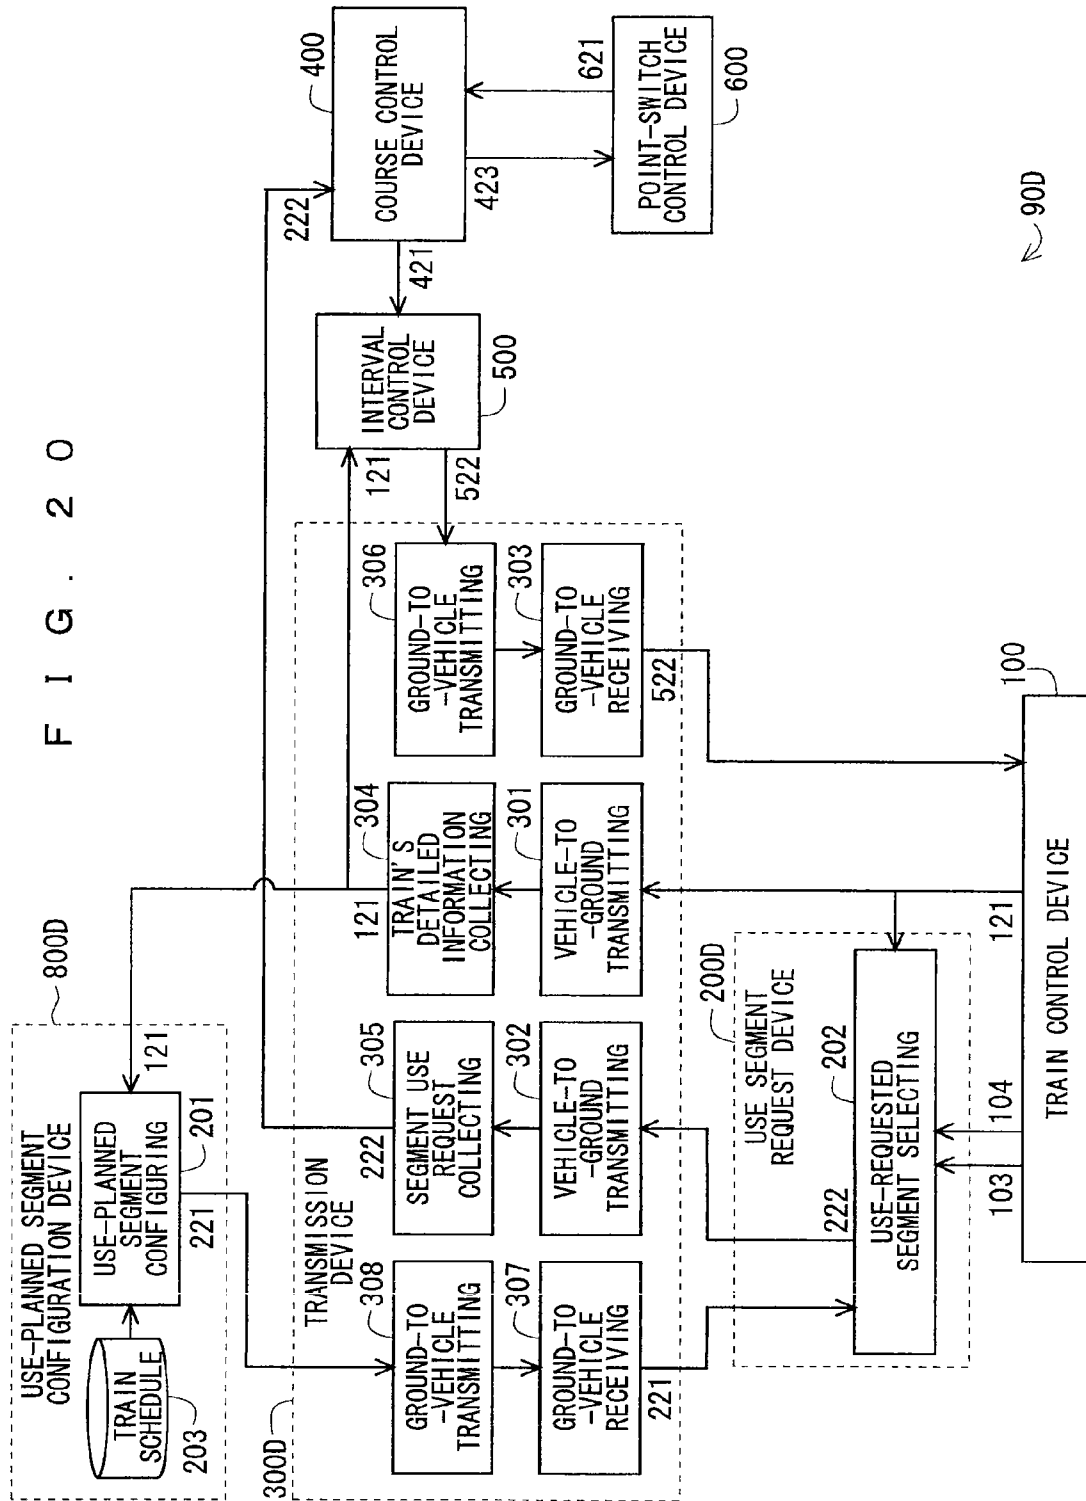 FIG. 20
USE-PLANNED SEGMENT
CONFIGURATION DEVICE
800D
TRAIN
SCHEDULE
203
USE-PLANNED
SEGMENT
CONFIGURING
201
121
221
222
COURSE CONTROL
DEVICE
400
421
423
621
POINT-SWITCH
CONTROL DEVICE
600
INTERVAL
CONTROL
DEVICE
500
121
522
300D
TRANSMISSION
DEVICE
GROUND-TO
-VEHICLE
TRANSMITTING
308
222
SEGMENT USE
REQUEST
COLLECTING
305
121
TRAIN'S
DETAILED
INFORMATION
COLLECTING
304
GROUND-TO
-VEHICLE
TRANSMITTING
306
GROUND-TO
-VEHICLE
RECEIVING
307
VEHICLE-TO
-GROUND
TRANSMITTING
302
VEHICLE-TO
-GROUND
TRANSMITTING
301
GROUND-TO
-VEHICLE
RECEIVING
303
221
522
USE SEGMENT
REQUEST DEVICE
200D
222
USE-REQUESTED
SEGMENT SELECTING
202
103
104
121
TRAIN CONTROL DEVICE
100
90D